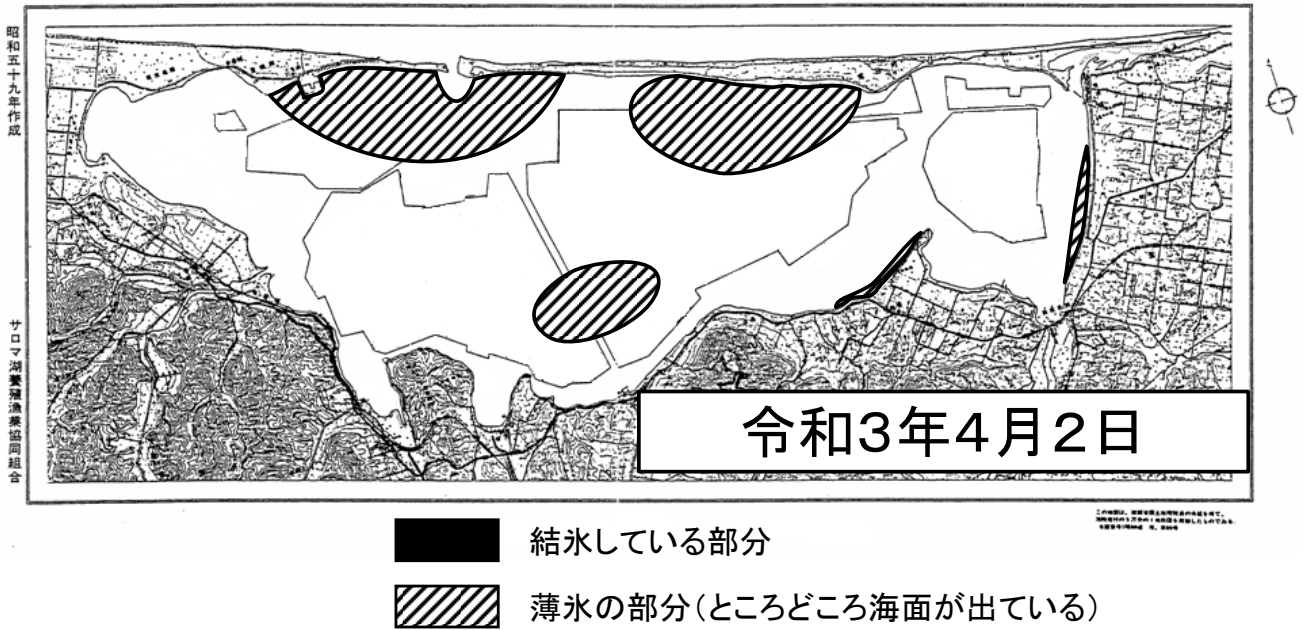 昭和五十九年作成
サロマ湖養殖漁業協同組合
令和3年4月2日
結氷している部分
薄氷の部分(ところどころ海面が出ている)